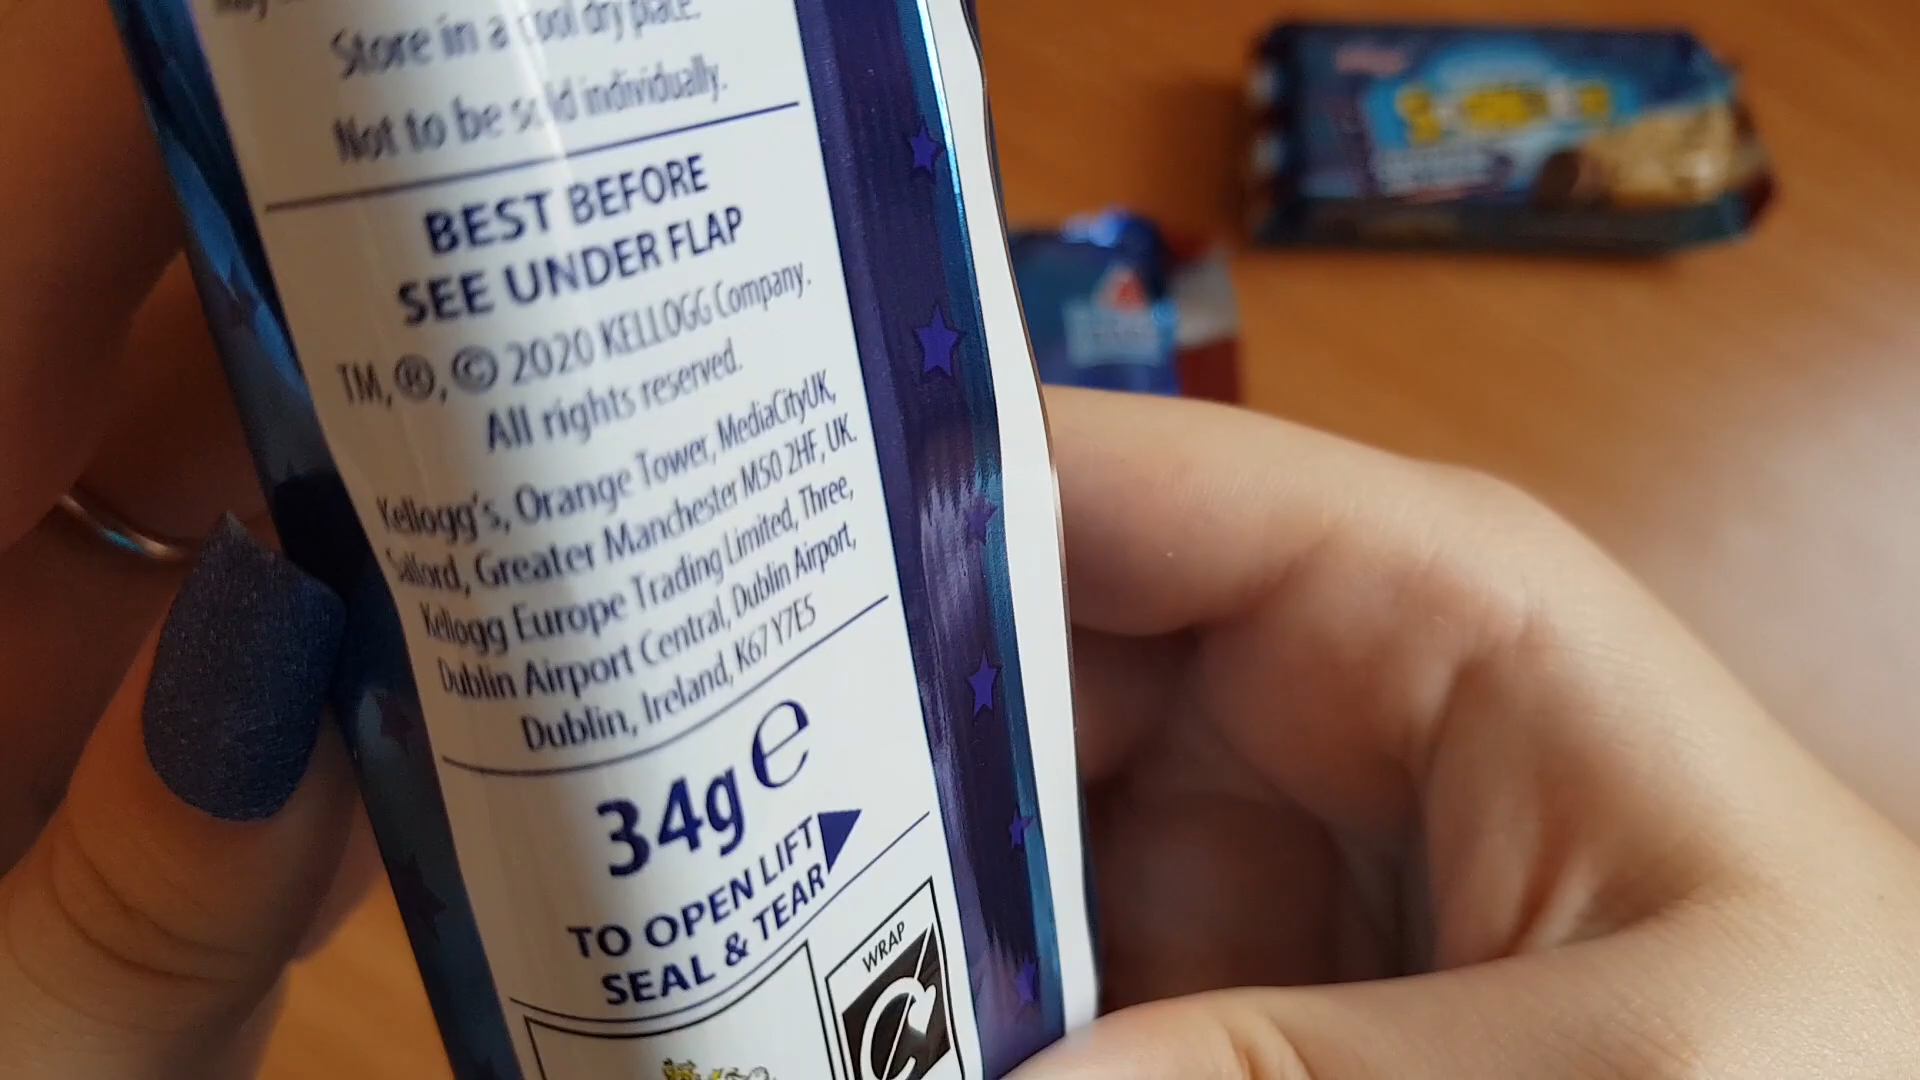 Store in a cool dry place.
Not to be sold individually.
BEST BEFORE
SEE UNDER FLAP
TM, ®, © 2020 KELLOGG Company.
All rights reserved.
Kellogg's, Orange Tower, MediaCityUK,
Salford, Greater Manchester M50 2HF, UK.
Kellogg Europe Trading Limited, Three,
Dublin Airport Central, Dublin Airport,
Dublin, Ireland, K67 Y7E5
34g e
TO OPEN LIFT
SEAL & TEAR
WRAP